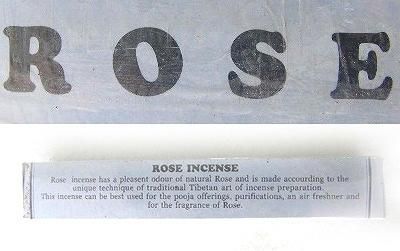 ROSE
ROSE INCENSE
Rose incense has a pleasent odour of natural Rose and is made accourding to the
unique technique of traditional Tibetan art of incense preparation.
This incense can be best used for the pooja offerings, purifications, an air freshner and
for the fragrance of Rose.